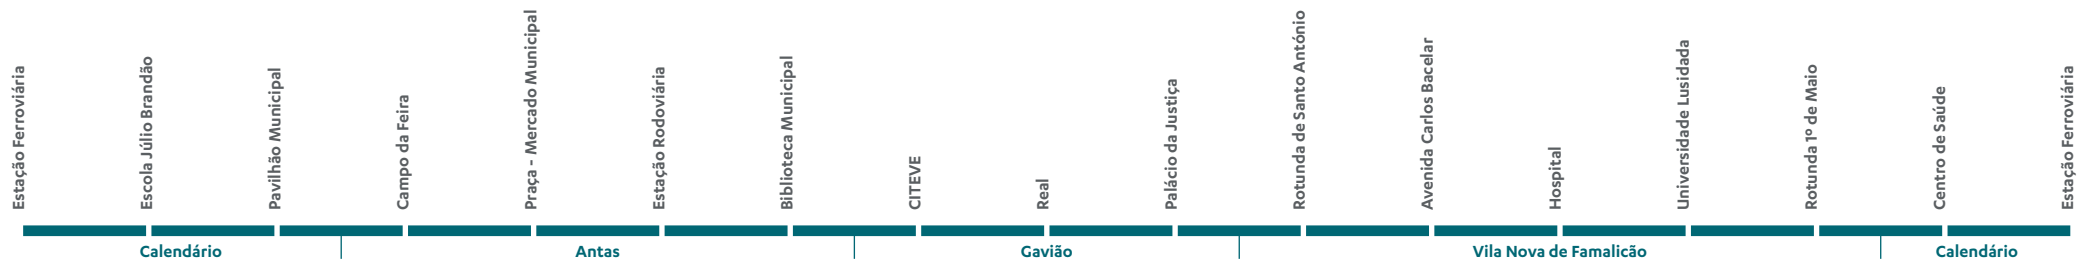 Estação Ferroviária
Escola Júlio Brandão
Pavilhão Municipal
Campo da Feira
Praça - Mercado Municipal
Estação Rodoviária
Biblioteca Municipal
CITEVE
Real
Palácio da Justiça
Rotunda de Santo António
Avenida Carlos Bacelar
Hospital
Universidade Lusidada
Rotunda 1º de Maio
Centro de Saúde
Estação Ferroviária
Calendário
Antas
Gavião
Vila Nova de Famalicão
Calendário